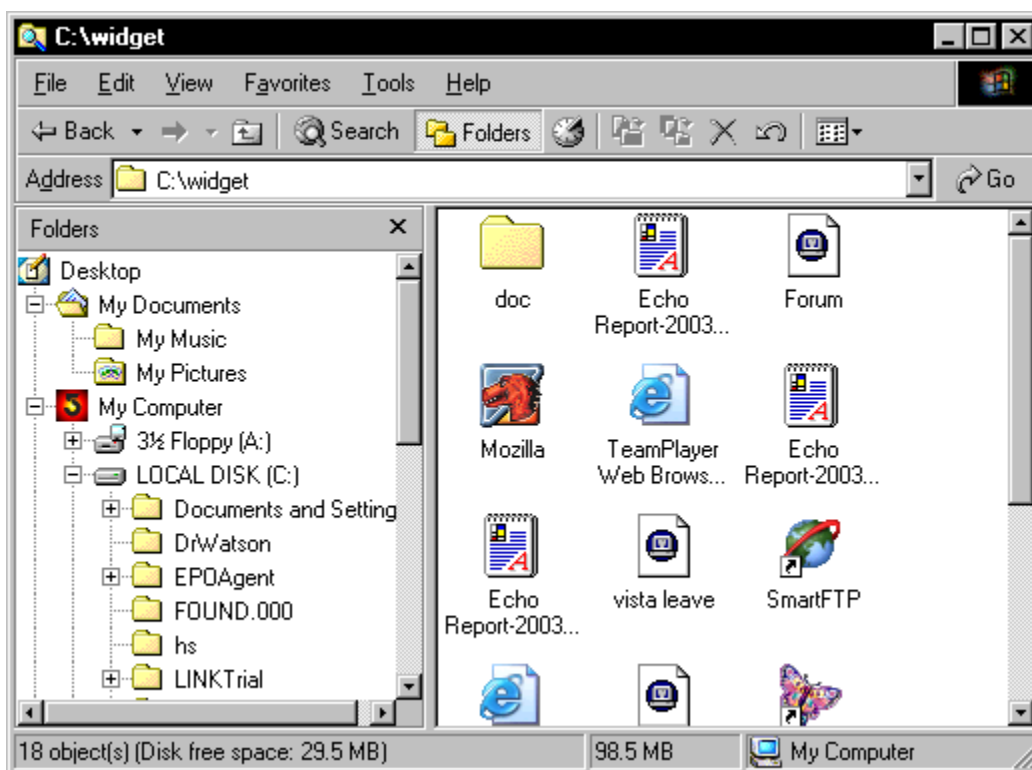 C:\widget
File Edit View Favorites Tools Help
Back Search Folders
Address C:\widget Go
Folders
Desktop
My Documents
My Music
My Pictures
My Computer
3½ Floppy (A:)
LOCAL DISK (C:)
Documents and Setting
DrWatson
EPOAgent
FOUND.000
hs
LINKTrial
doc
Echo
Report-2003...
Forum
Mozilla
TeamPlayer
Web Brows...
Echo
Report-2003...
Echo
Report-2003...
vista leave
SmartFTP
18 object(s) (Disk free space: 29.5 MB) 98.5 MB My Computer